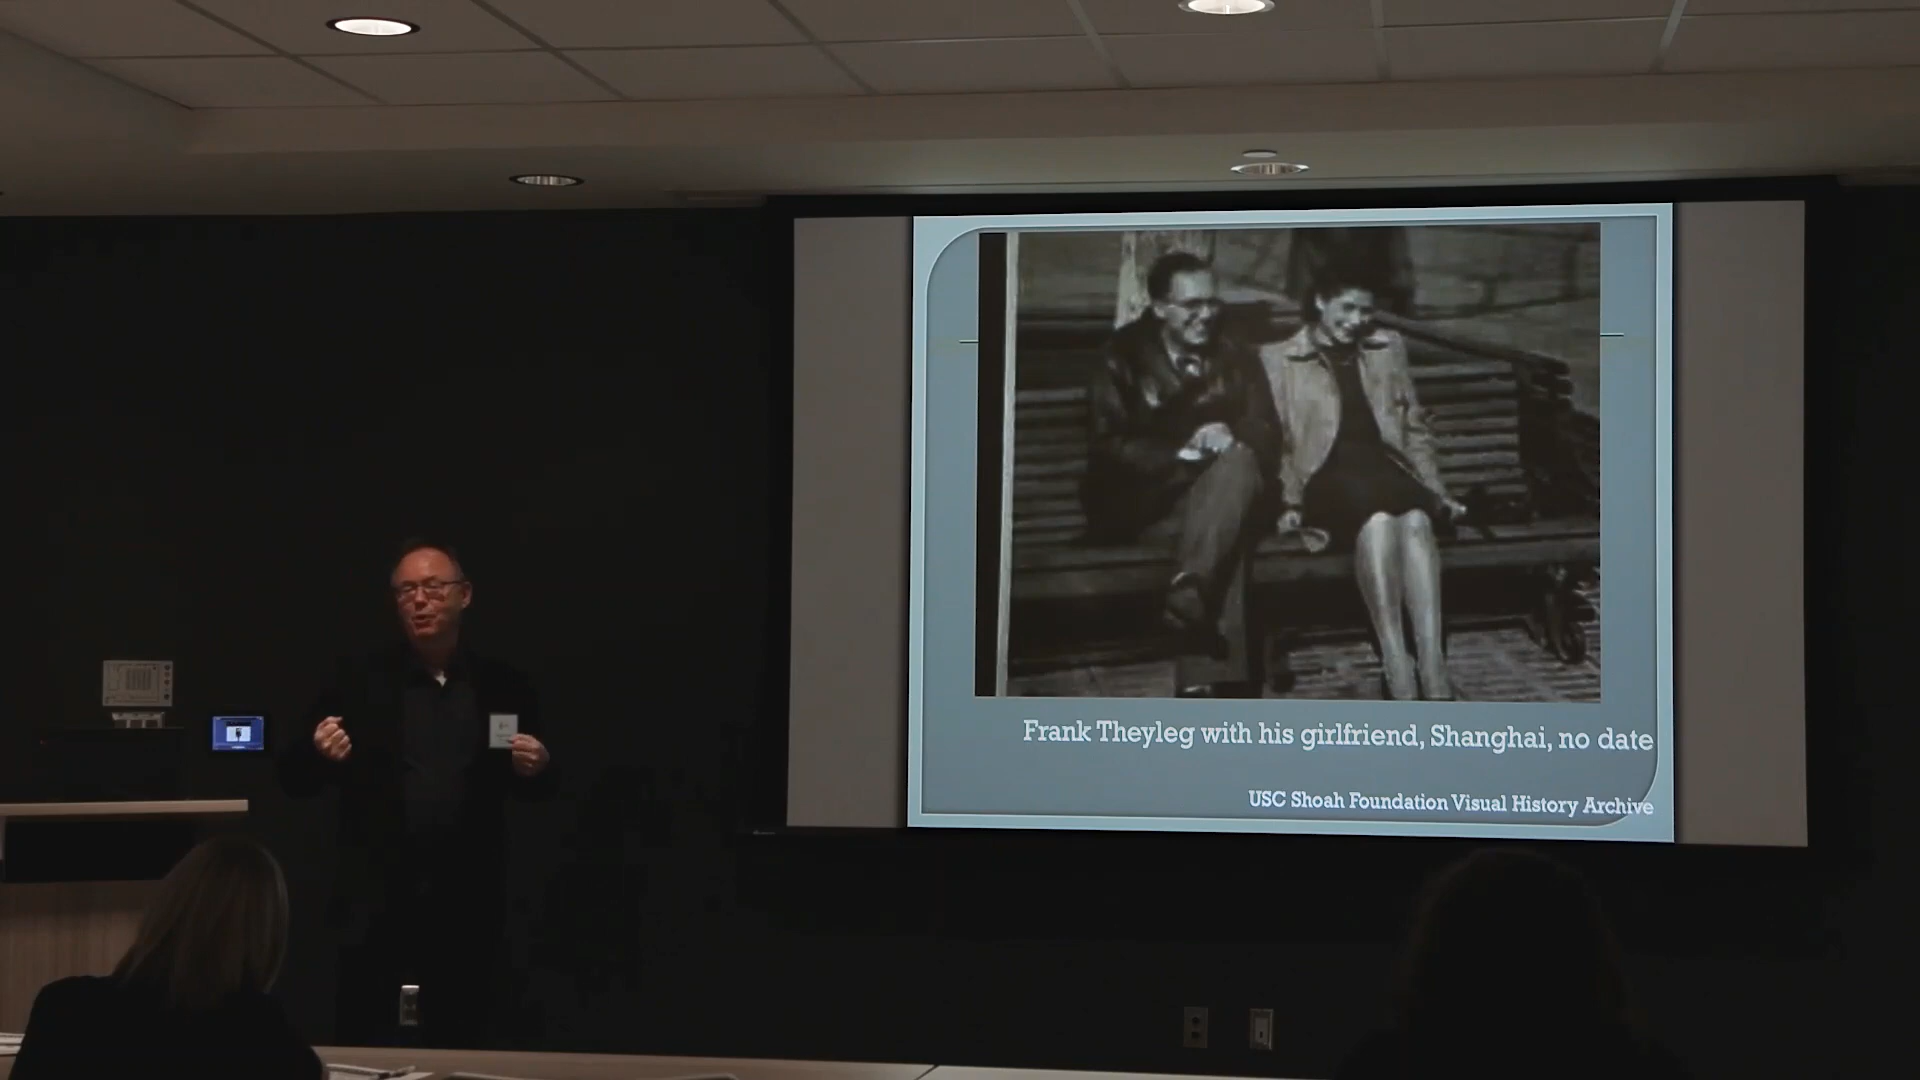 Frank Theyleg with his girlfriend, Shanghai, no date
USC Shoah Foundation Visual History Archive